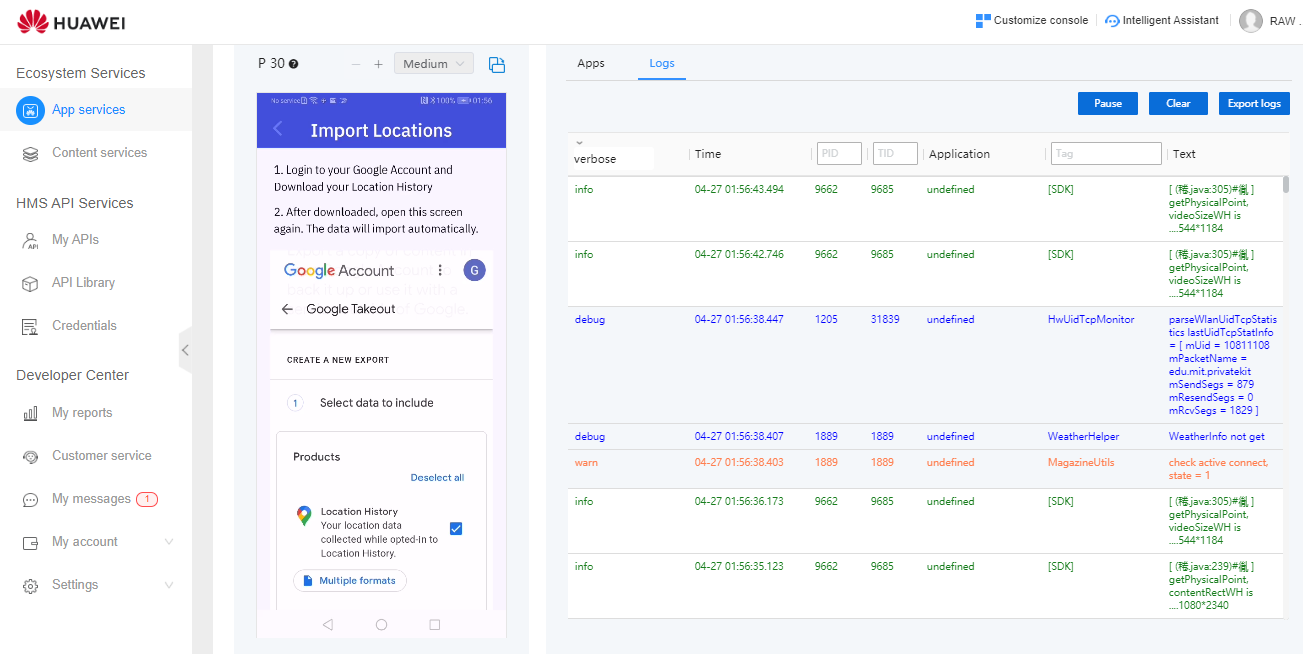 HUAWEI
Customize console
Intelligent Assistant
RAW .
Ecosystem Services
App services
Content services
HMS API Services
My APIs
API Library
Credentials
Developer Center
My reports
Customer service
My messages 1
My account
Settings
P 30 ?
− + Medium
No service 100% 01:56
Import Locations
1. Login to your Google Account and
Download your Location History
2. After downloaded, open this screen
again. The data will import automatically.
Google Account
G
Google Takeout
CREATE A NEW EXPORT
1 Select data to include
Products
Deselect all
Location History
Your location data
collected while opted-in to
Location History.
Multiple formats
Apps Logs
Pause Clear Export logs
verbose Time PID TID Application Tag Text
info 04-27 01:56:43.494 9662 9685 undefined [SDK] [ (稀.java:305)#亂 ]
getPhysicalPoint,
videoSizeWH is
....544*1184
info 04-27 01:56:42.746 9662 9685 undefined [SDK] [ (稀.java:305)#亂 ]
getPhysicalPoint,
videoSizeWH is
....544*1184
debug 04-27 01:56:38.447 1205 31839 undefined HwUidTcpMonitor parseWlanUidTcpStatis
tics lastUidTcpStatInfo
= [ mUid = 10811108
mPacketName =
edu.mit.privatekit
mSendSegs = 879
mResendSegs = 0
mRcvSegs = 1829 ]
debug 04-27 01:56:38.407 1889 1889 undefined WeatherHelper WeatherInfo not get
warn 04-27 01:56:38.403 1889 1889 undefined MagazineUtils check active connect,
state = 1
info 04-27 01:56:36.173 9662 9685 undefined [SDK] [ (稀.java:305)#亂 ]
getPhysicalPoint,
videoSizeWH is
....544*1184
info 04-27 01:56:35.123 9662 9685 undefined [SDK] [ (稀.java:239)#亂 ]
getPhysicalPoint,
contentRectWH is
....1080*2340